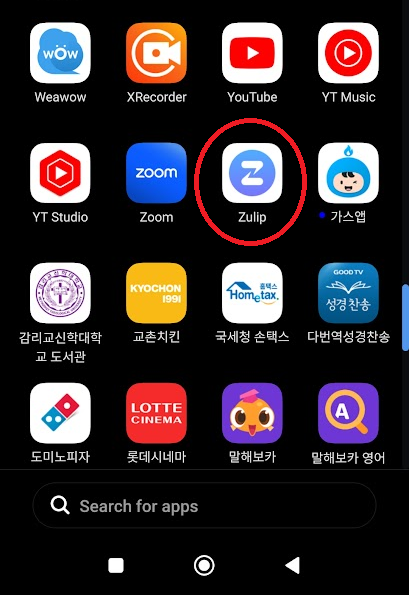 wow
Weawow
XRecorder
YouTube
YT Music
YT Studio
zoom
Zoom
Z
Zulip
가스앱
감리교신학대학
교 도서관
KYOCHON
1991
교촌치킨
홈택스
Hometax.
국세청 손택스
GOOD TV
성경찬송
다번역성경찬송
도미노피자
LOTTE
CINEMA
롯데시네마
말해보카
A
말해보카 영어
Search for apps